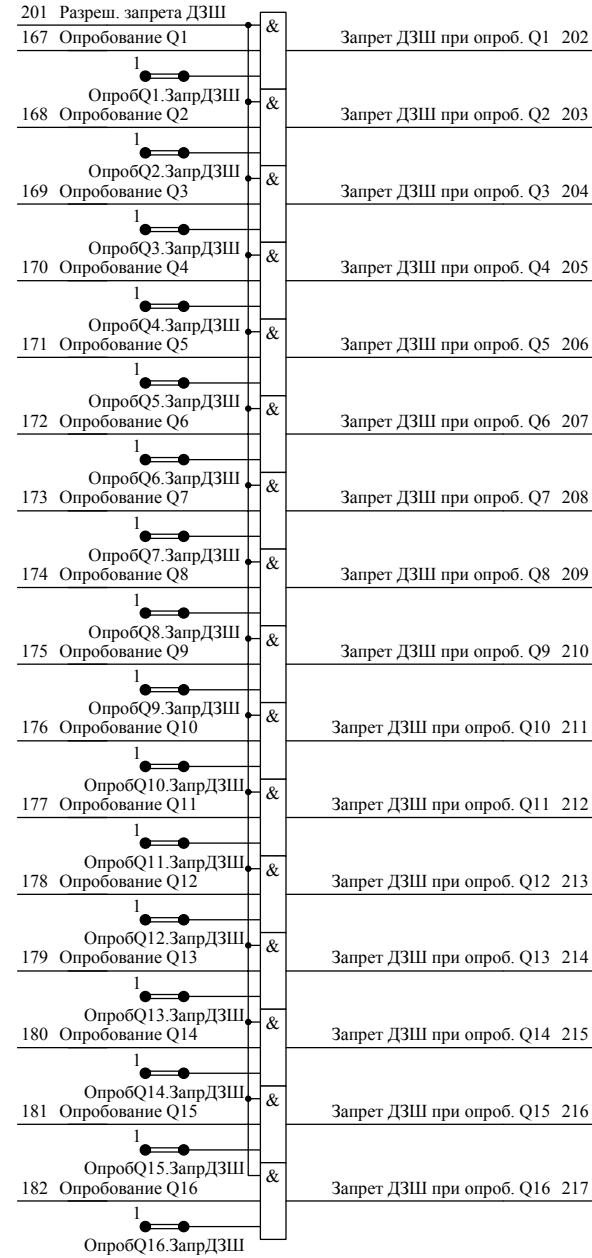 201 Разреш. запрета ДЗШ
&
167 Опробование Q1 Запрет ДЗШ при опроб. Q1 202
1
ОпробQ1.ЗапрДЗШ
&
168 Опробование Q2 Запрет ДЗШ при опроб. Q2 203
1
ОпробQ2.ЗапрДЗШ
&
169 Опробование Q3 Запрет ДЗШ при опроб. Q3 204
1
ОпробQ3.ЗапрДЗШ
&
170 Опробование Q4 Запрет ДЗШ при опроб. Q4 205
1
ОпробQ4.ЗапрДЗШ
&
171 Опробование Q5 Запрет ДЗШ при опроб. Q5 206
1
ОпробQ5.ЗапрДЗШ
&
172 Опробование Q6 Запрет ДЗШ при опроб. Q6 207
1
ОпробQ6.ЗапрДЗШ
&
173 Опробование Q7 Запрет ДЗШ при опроб. Q7 208
1
ОпробQ7.ЗапрДЗШ
&
174 Опробование Q8 Запрет ДЗШ при опроб. Q8 209
1
ОпробQ8.ЗапрДЗШ
&
175 Опробование Q9 Запрет ДЗШ при опроб. Q9 210
1
ОпробQ9.ЗапрДЗШ
&
176 Опробование Q10 Запрет ДЗШ при опроб. Q10 211
1
ОпробQ10.ЗапрДЗШ
&
177 Опробование Q11 Запрет ДЗШ при опроб. Q11 212
1
ОпробQ11.ЗапрДЗШ
&
178 Опробование Q12 Запрет ДЗШ при опроб. Q12 213
1
ОпробQ12.ЗапрДЗШ
&
179 Опробование Q13 Запрет ДЗШ при опроб. Q13 214
1
ОпробQ13.ЗапрДЗШ
&
180 Опробование Q14 Запрет ДЗШ при опроб. Q14 215
1
ОпробQ14.ЗапрДЗШ
&
181 Опробование Q15 Запрет ДЗШ при опроб. Q15 216
1
ОпробQ15.ЗапрДЗШ
&
182 Опробование Q16 Запрет ДЗШ при опроб. Q16 217
1
ОпробQ16.ЗапрДЗШ